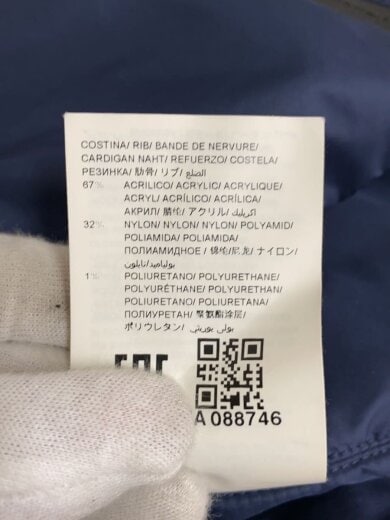 COSTINA/ RIB/ BANDE DE NERVURE/
CARDIGAN NAHT/ REFUERZO/ COSTELA/
РЕЗИНКА/ 肋骨/ リブ/ الضلع
67% ACRILICO/ ACRYLIC/ ACRYLIQUE/
ACRYL/ ACRÍLICO/ ACRÍLICA/
АКРИЛ/ 腈纶/ アクリル/ اكريليك
32% NYLON/ NYLON/ NYLON/ POLYAMID/
POLIAMIDA/ POLIAMIDA/
ПОЛИАМИДНОЕ/ 锦纶/尼龙/ ナイロン/
بولياميد/نايلون
1% POLIURETANO/ POLYURETHANE/
POLYURÉTHANE/ POLYURETHAN/
POLIURETANO/ POLIURETANA/
ПОЛИУРЕТАН/ 聚氨酯涂层/
ポリウレタン/ بولي يوريثي
EAC
A 088746